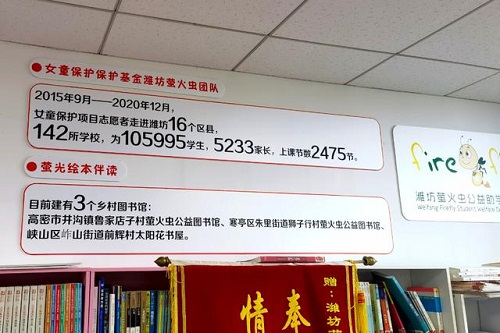 女童保护保护基金潍坊萤火虫团队
2015年9月——2020年12月，
女童保护项目志愿者走进潍坊16个区县，
142所学校，为105995学生，5233家长，上课节数2475节。
萤光绘本伴读
目前建有3个乡村图书馆：
高密市井沟镇鲁家店子村萤火虫公益图书馆、寒亭区朱里街道狮子行村萤火虫公益图书馆、
峡山区岞山街道前辉村太阳花书屋。
fire f
潍坊萤火虫公益助学
Weifang Firefly Student Welfare
赠：潍坊
情奉